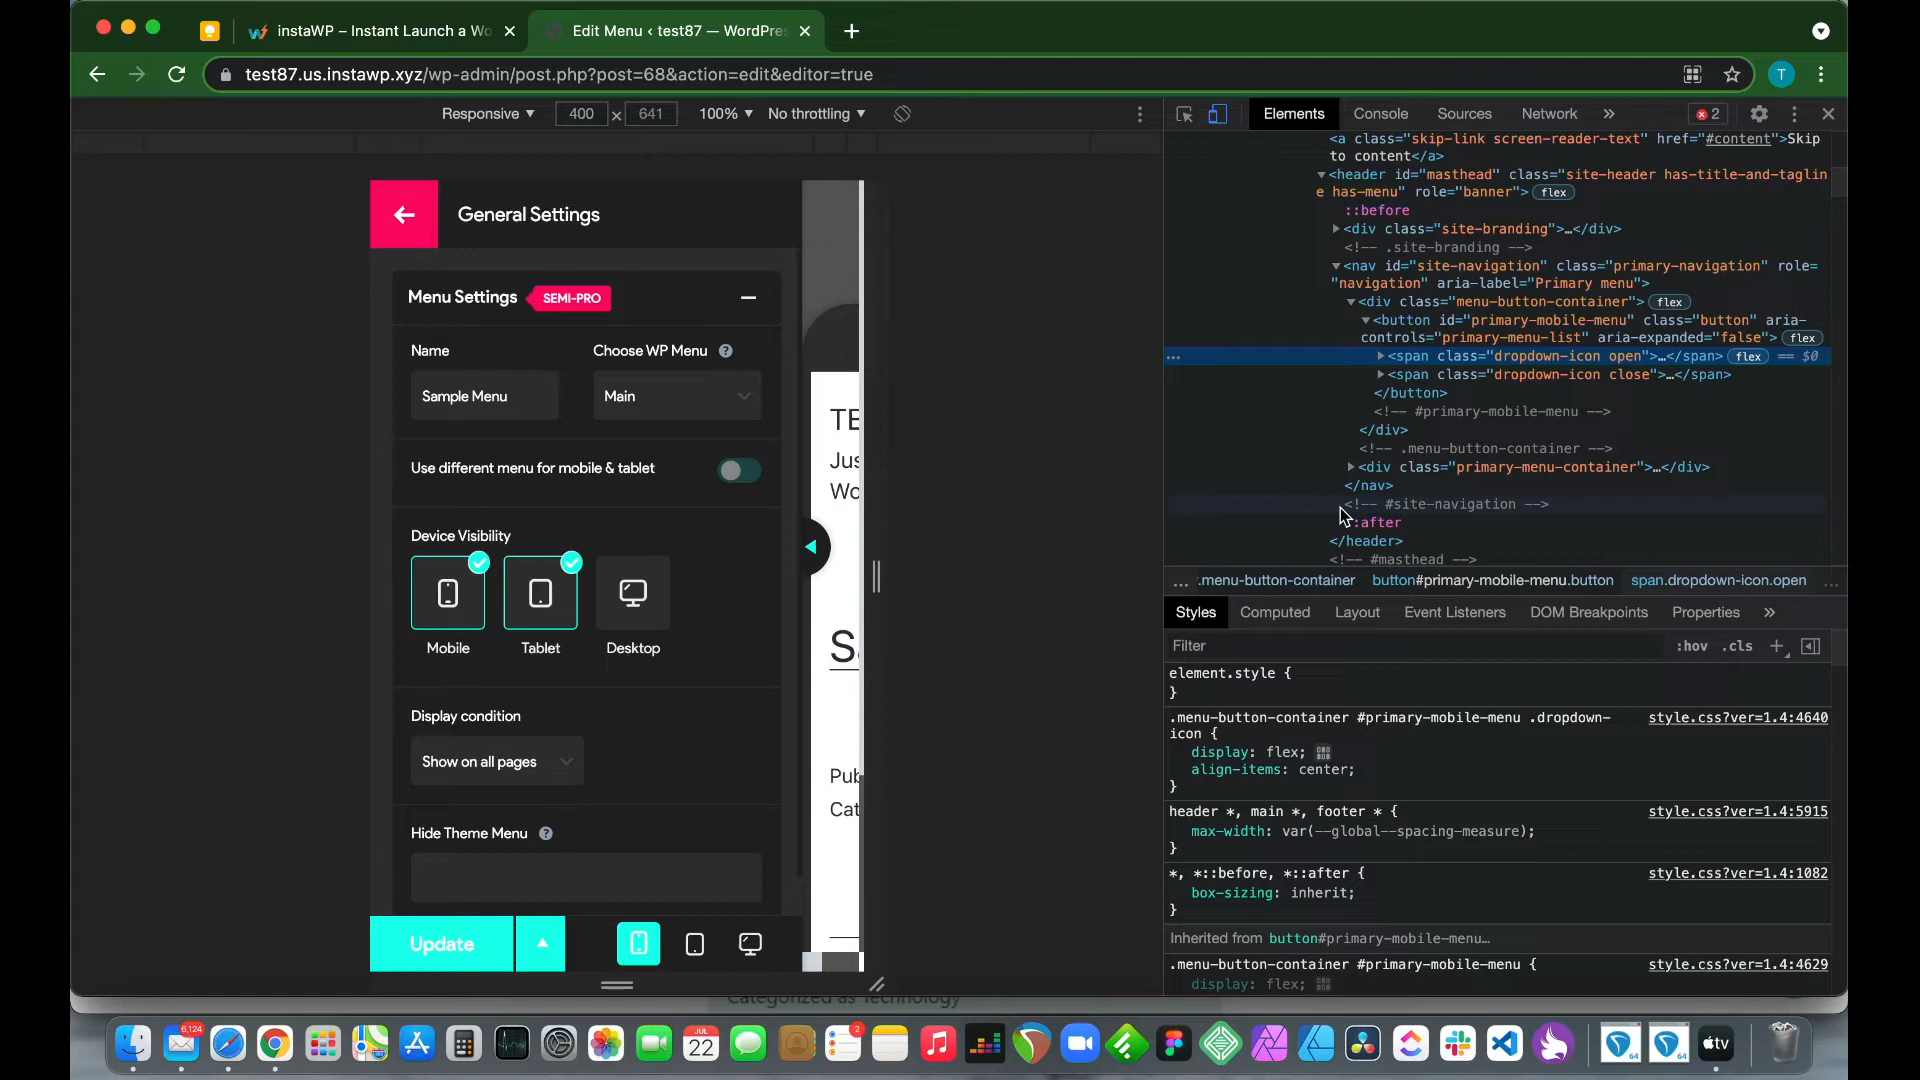 instaWP – Instant Launch a Wo
Edit Menu ‹ test87 — WordPres
test87.us.instawp.xyz/wp-admin/post.php?post=68&action=edit&editor=true
T
Responsive
400 × 641
100%
No throttling
Elements
Console
Sources
Network
»
2
General Settings
Menu Settings
SEMI-PRO
Name
Choose WP Menu ?
Sample Menu
Main
Use different menu for mobile & tablet
Device Visibility
Mobile
Tablet
Desktop
Display condition
Show on all pages
Hide Theme Menu ?
Update
TE
Jus
Wo
S
Pub
Cat
<a class="skip-link screen-reader-text" href="#content">Skip
to content</a>
<header id="masthead" class="site-header has-title-and-taglin
e has-menu" role="banner"> flex
::before
<div class="site-branding">…</div>
<!-- .site-branding -->
<nav id="site-navigation" class="primary-navigation" role=
"navigation" aria-label="Primary menu">
<div class="menu-button-container"> flex
<button id="primary-mobile-menu" class="button" aria-
controls="primary-menu-list" aria-expanded="false"> flex
<span class="dropdown-icon open">…</span> flex == $0
<span class="dropdown-icon close">…</span>
</button>
<!-- #primary-mobile-menu -->
</div>
<!-- .menu-button-container -->
<div class="primary-menu-container">…</div>
</nav>
<!-- #site-navigation -->
:after
</header>
<!-- #masthead -->
… .menu-button-container button#primary-mobile-menu.button span.dropdown-icon.open …
Styles
Computed
Layout
Event Listeners
DOM Breakpoints
Properties
»
Filter
:hov .cls +
element.style {
}
.menu-button-container #primary-mobile-menu .dropdown- style.css?ver=1.4:4640
icon {
display: flex;
align-items: center;
}
header *, main *, footer * { style.css?ver=1.4:5915
max-width: var(--global--spacing-measure);
}
*, *::before, *::after { style.css?ver=1.4:1082
box-sizing: inherit;
}
Inherited from button#primary-mobile-menu…
.menu-button-container #primary-mobile-menu { style.css?ver=1.4:4629
display: flex;
Categorized as Technology
6,124
JUL
22
2
64
64
tv